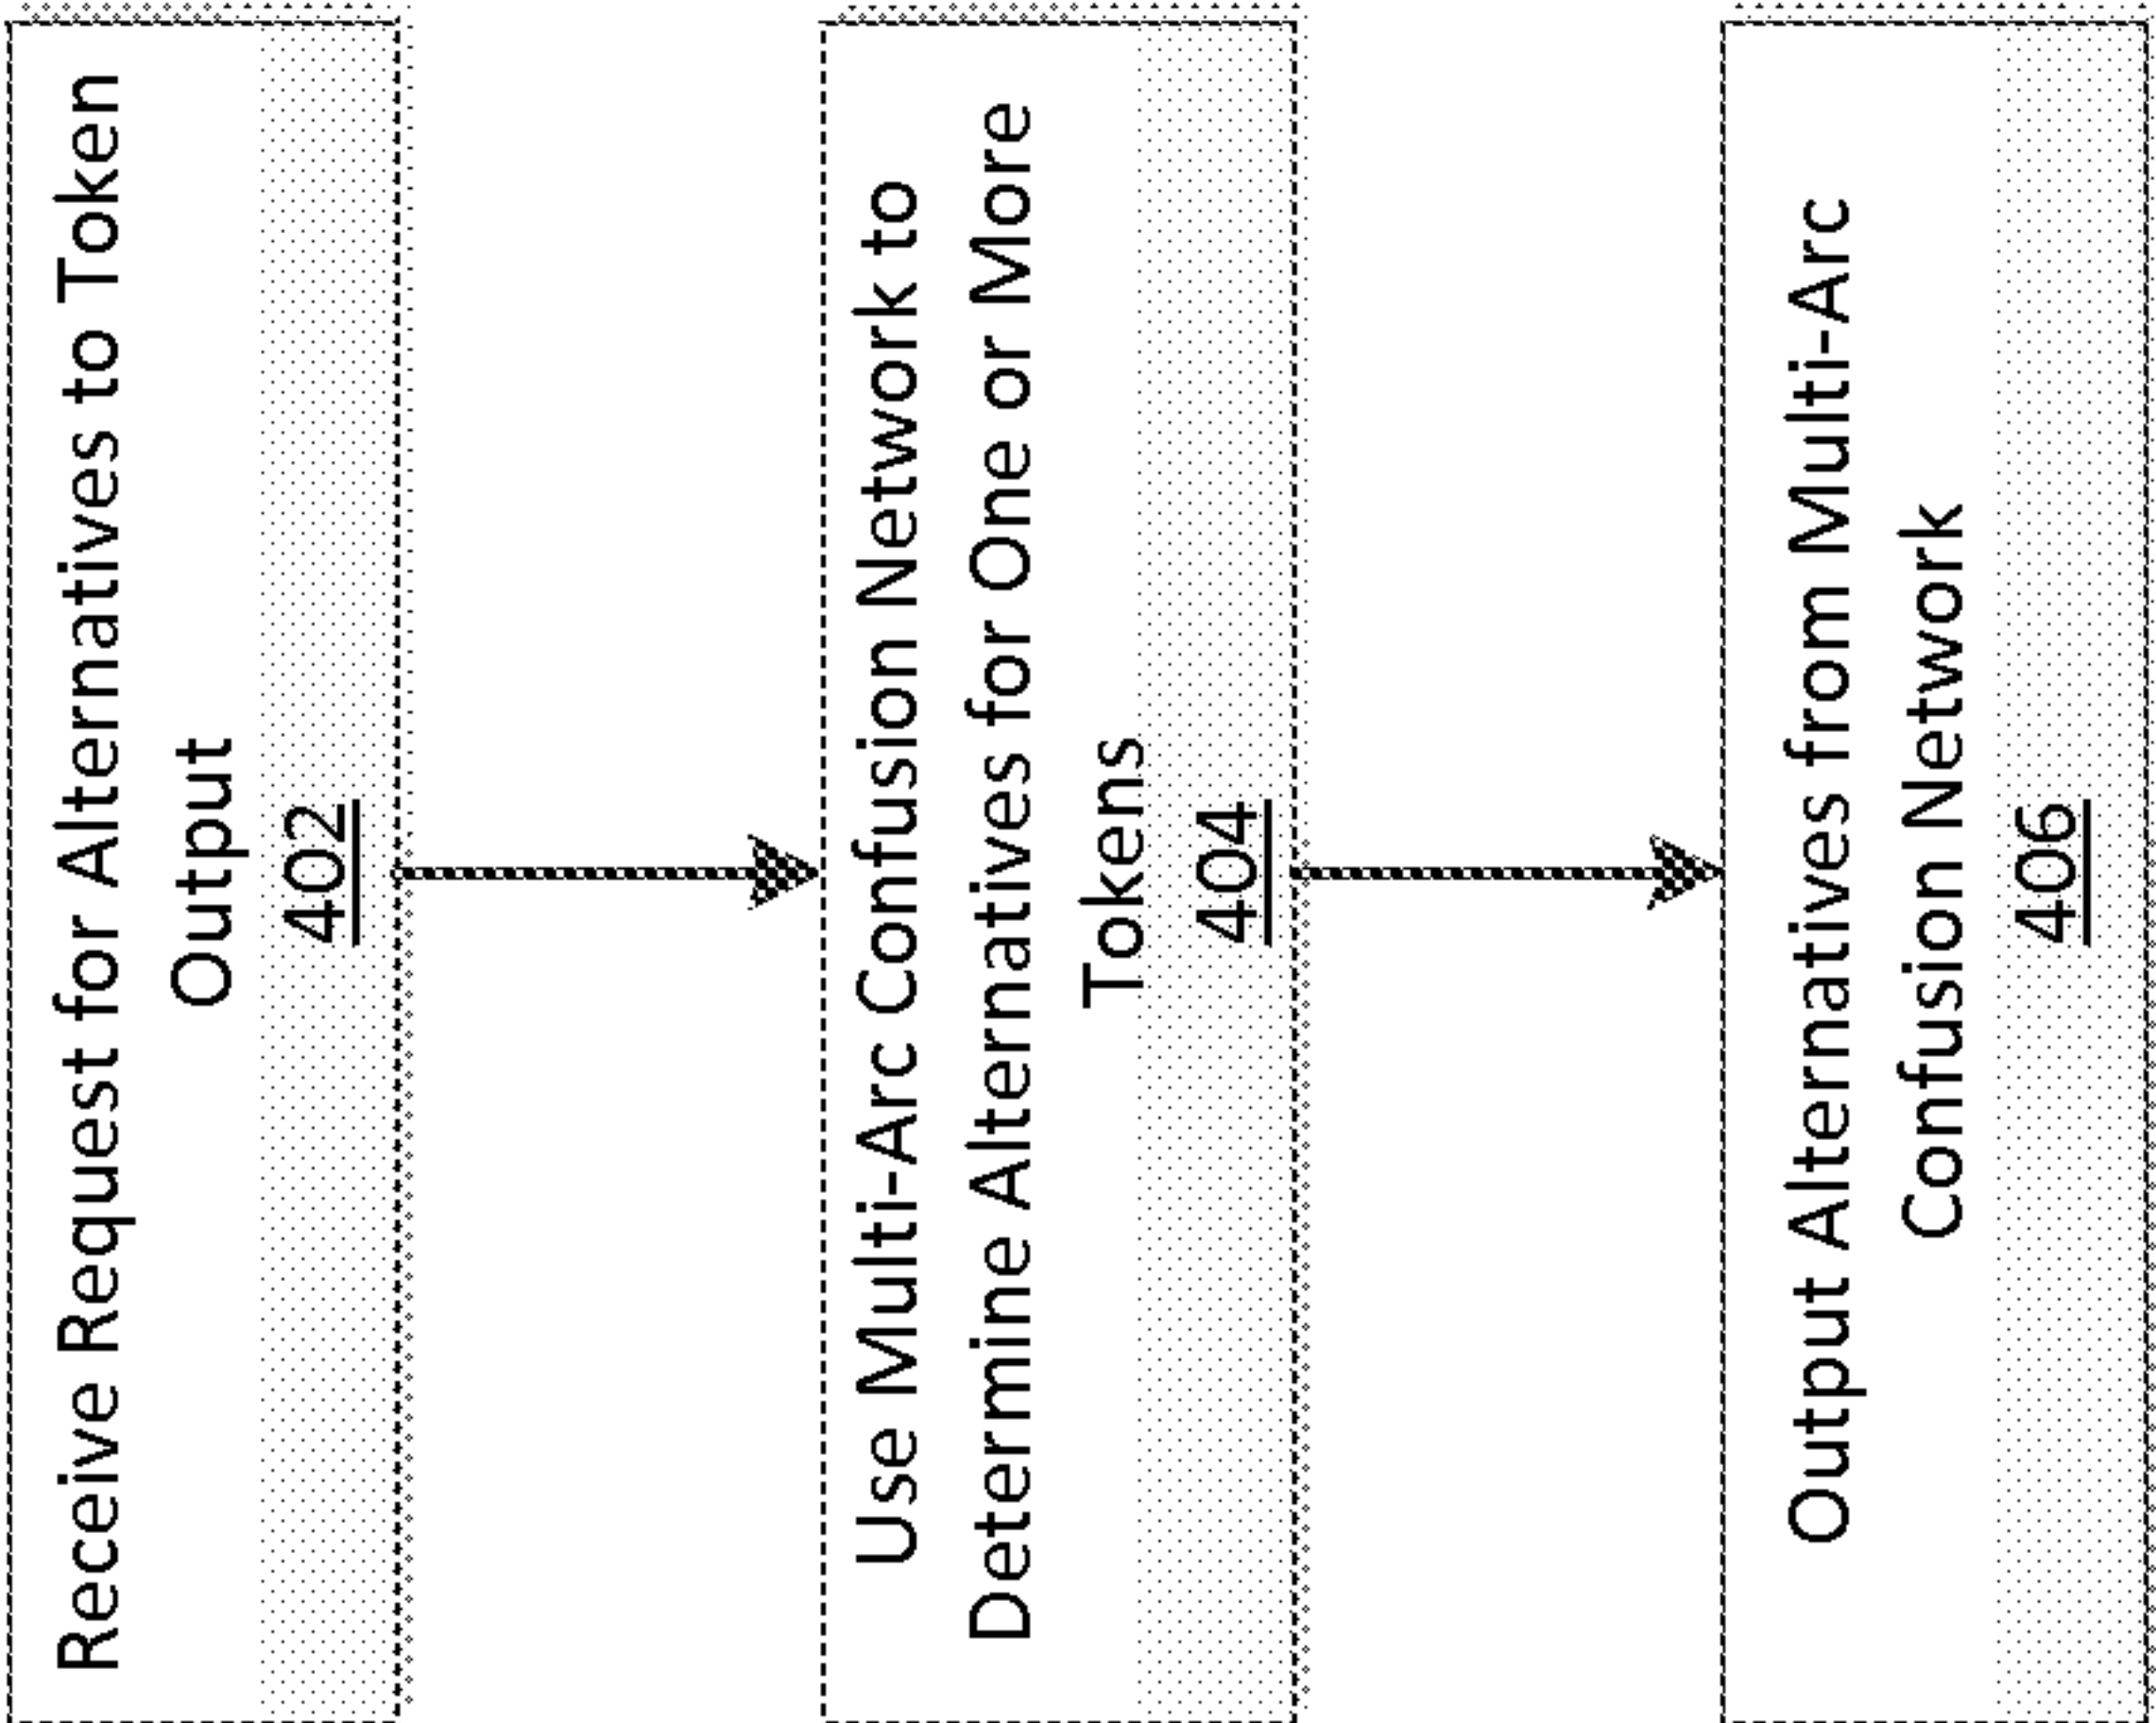 Receive Request for Alternatives to Token
Output
402
Use Multi-Arc Confusion Network to
Determine Alternatives for One or More
Tokens
404
Output Alternatives from Multi-Arc
Confusion Network
406